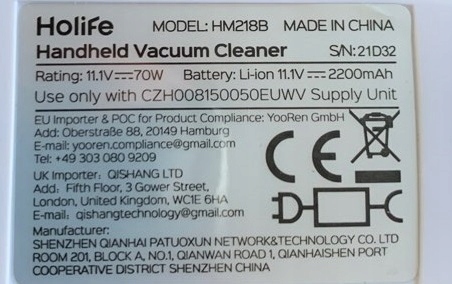 Holife MODEL: HM218B MADE IN CHINA
Handheld Vacuum Cleaner S/N: 21D32
Rating: 11.1V⎓70W Battery: Li-ion 11.1V⎓2200mAh
Use only with CZH008150050EUWV Supply Unit
EU Importer & POC for Product Compliance: YooRen GmbH
Add: Oberstraße 88, 20149 Hamburg
E-mail: yooren.compliance@gmail.com
Tel: +49 303 080 9209
UK Importer: QISHANG LTD
Add: Fifth Floor, 3 Gower Street,
London, United Kingdom, WC1E 6HA
E-mail: qishangtechnology@gmail.com
CE
Manufacturer:
SHENZHEN QIANHAI PATUOXUN NETWORK&TECHNOLOGY CO. LTD
ROOM 201, BLOCK A, NO.1, QIANWAN ROAD 1, QIANHAISHEN PORT
COOPERATIVE DISTRICT SHENZHEN CHINA